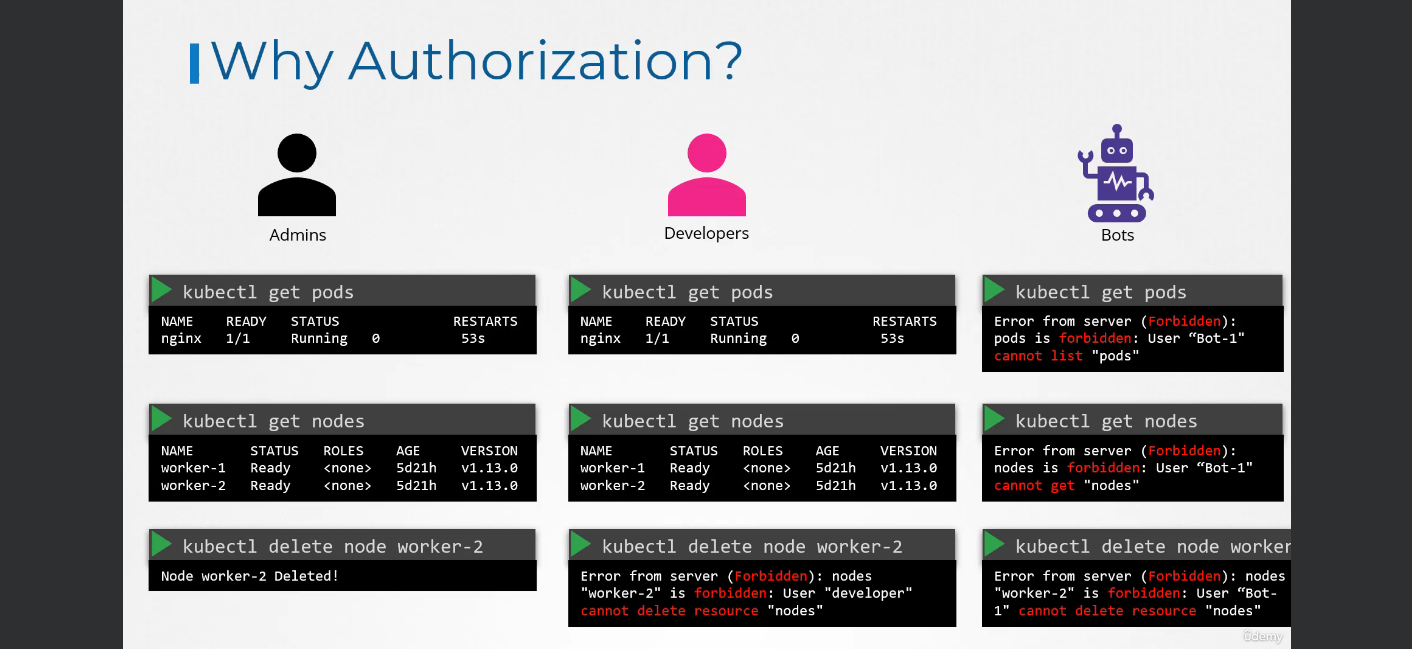 Why Authorization?
Admins
kubectl get pods
NAME READY STATUS RESTARTS
nginx 1/1 Running 0 53s
kubectl get nodes
NAME STATUS ROLES AGE VERSION
worker-1 Ready <none> 5d21h v1.13.0
worker-2 Ready <none> 5d21h v1.13.0
kubectl delete node worker-2
Node worker-2 Deleted!
Developers
kubectl get pods
NAME READY STATUS RESTARTS
nginx 1/1 Running 0 53s
kubectl get nodes
NAME STATUS ROLES AGE VERSION
worker-1 Ready <none> 5d21h v1.13.0
worker-2 Ready <none> 5d21h v1.13.0
kubectl delete node worker-2
Error from server (Forbidden): nodes
"worker-2" is forbidden: User "developer"
cannot delete resource "nodes"
Bots
kubectl get pods
Error from server (Forbidden):
pods is forbidden: User “Bot-1"
cannot list "pods"
kubectl get nodes
Error from server (Forbidden):
nodes is forbidden: User “Bot-1"
cannot get "nodes"
kubectl delete node worker
Error from server (Forbidden): nodes
"worker-2" is forbidden: User “Bot-
1" cannot delete resource "nodes"
ûdemy